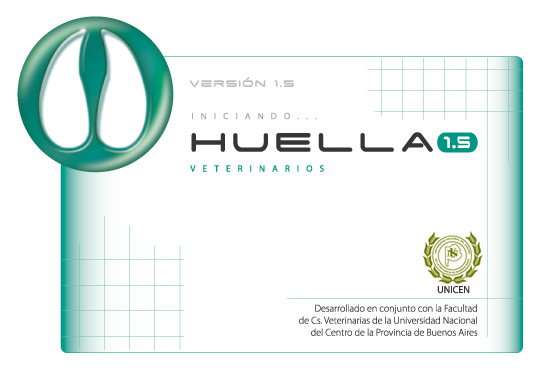 VERSIÓN 1.5
INICIANDO...
HUELLA 1.5
VETERINARIOS
UNICEN
Desarrollado en conjunto con la Facultad
de Cs. Veterinarias de la Universidad Nacional
del Centro de la Provincia de Buenos Aires